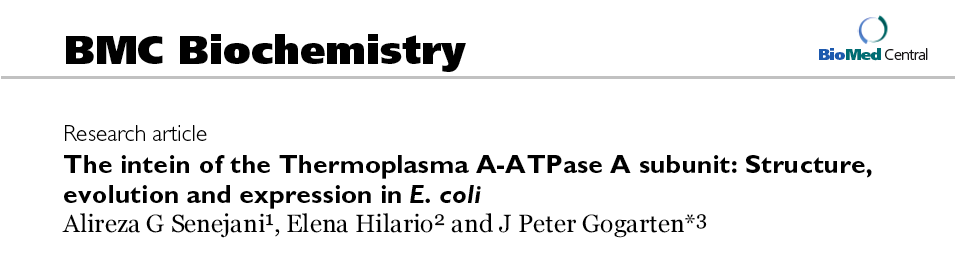 BMC Biochemistry
BioMed Central
Research article
The intein of the Thermoplasma A-ATPase A subunit: Structure,
evolution and expression in E. coli
Alireza G Senejani¹, Elena Hilario² and J Peter Gogarten*³